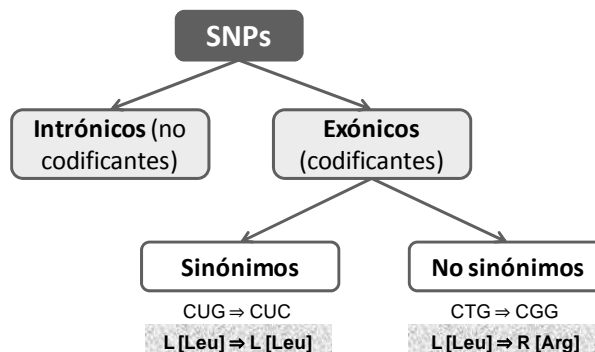 SNPs
Intrónicos (no
codificantes)
Exónicos
(codificantes)
Sinónimos
CUG ⇒ CUC
L [Leu] ⇒ L [Leu]
No sinónimos
CTG ⇒ CGG
L [Leu] ⇒ R [Arg]